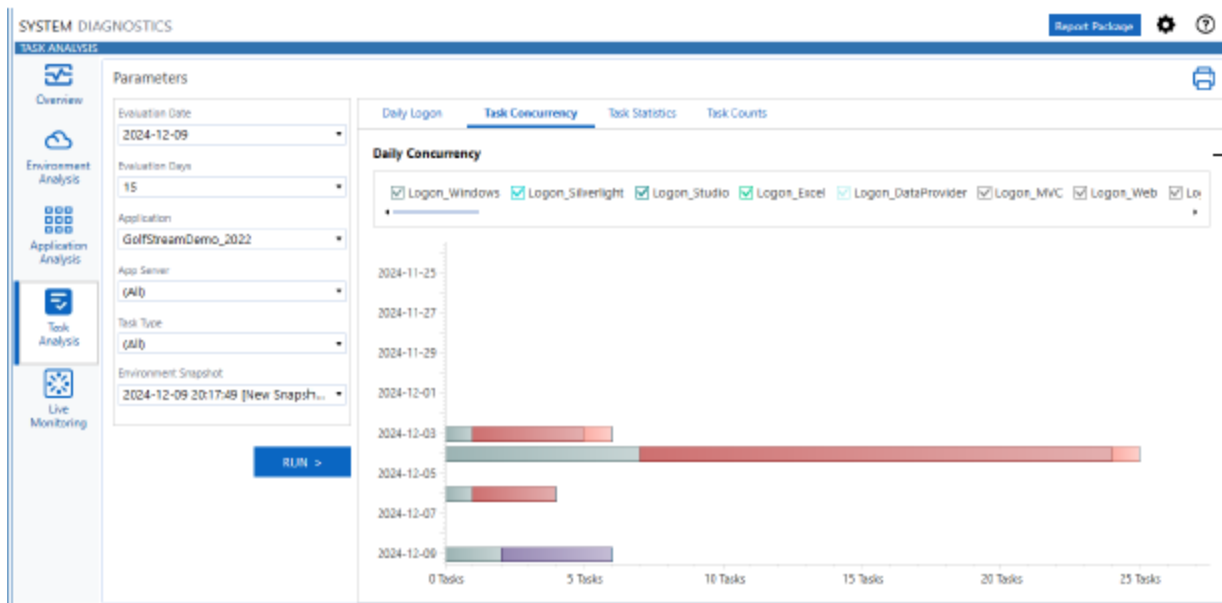 SYSTEM DIAGNOSTICS
Report Package
TASK ANALYSIS
Overview
Environment
Analysis
Application
Analysis
Task
Analysis
Live
Monitoring
Parameters
Evaluation Date
2024-12-09
Evaluation Days
15
Application
GolfStreamDemo_2022
App Server
(All)
Task Type
(All)
Environment Snapshot
2024-12-09 20:17:49 [New Snapsh...
RUN >
Daily Logon Task Concurrency Task Statistics Task Counts
Daily Concurrency
Logon_Windows Logon_Silverlight Logon_Studio Logon_Excel Logon_DataProvider Logon_MVC Logon_Web Lo
2024-11-25
2024-11-27
2024-11-29
2024-12-01
2024-12-03
2024-12-05
2024-12-07
2024-12-09
0 Tasks 5 Tasks 10 Tasks 15 Tasks 20 Tasks 25 Tasks